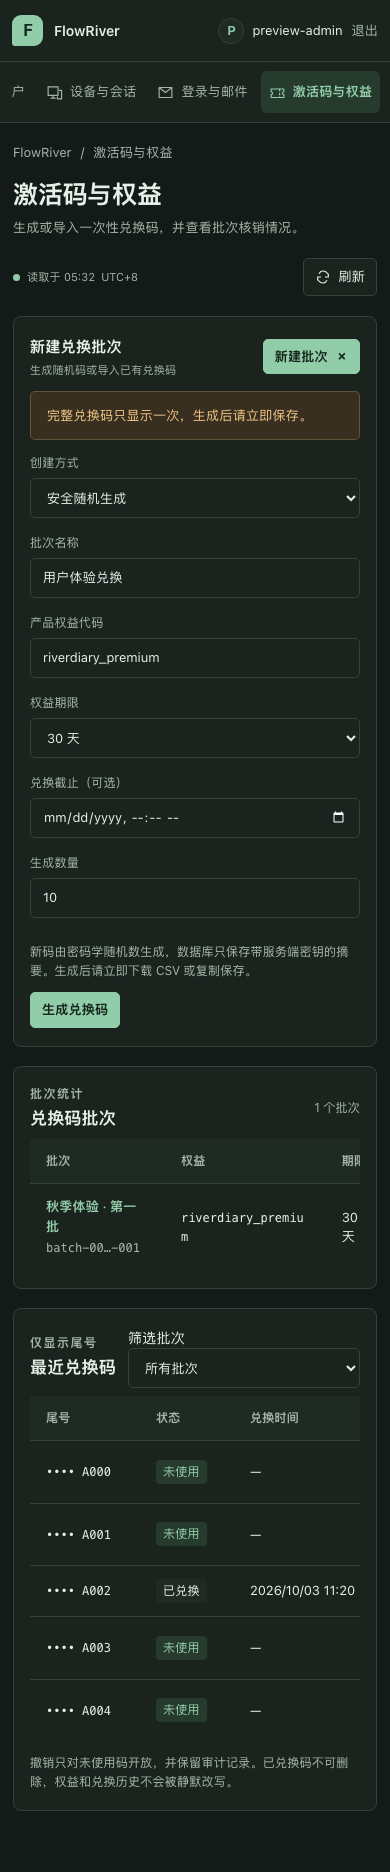 F FlowRiver P preview-admin 退出
户 设备与会话 登录与邮件 激活码与权益
FlowRiver / 激活码与权益
激活码与权益
生成或导入一次性兑换码，并查看批次核销情况。
读取于 05:32 UTC+8 刷新
新建兑换批次
生成随机码或导入已有兑换码
新建批次 ×
完整兑换码只显示一次，生成后请立即保存。
创建方式
安全随机生成
批次名称
用户体验兑换
产品权益代码
riverdiary_premium
权益期限
30 天
兑换截止（可选）
mm/dd/yyyy, --:-- --
生成数量
10
新码由密码学随机数生成，数据库只保存带服务端密钥的摘
要。生成后请立即下载 CSV 或复制保存。
生成兑换码
批次统计
兑换码批次
1 个批次
批次 权益 期限
秋季体验 · 第一
批
batch-00…-001
riverdiary_premiu
m
30
天
仅显示尾号
最近兑换码
筛选批次
所有批次
尾号 状态 兑换时间
•••• A000 未使用 —
•••• A001 未使用 —
•••• A002 已兑换 2026/10/03 11:20
•••• A003 未使用 —
•••• A004 未使用 —
撤销只对未使用码开放，并保留审计记录。已兑换码不可删
除，权益和兑换历史不会被静默改写。